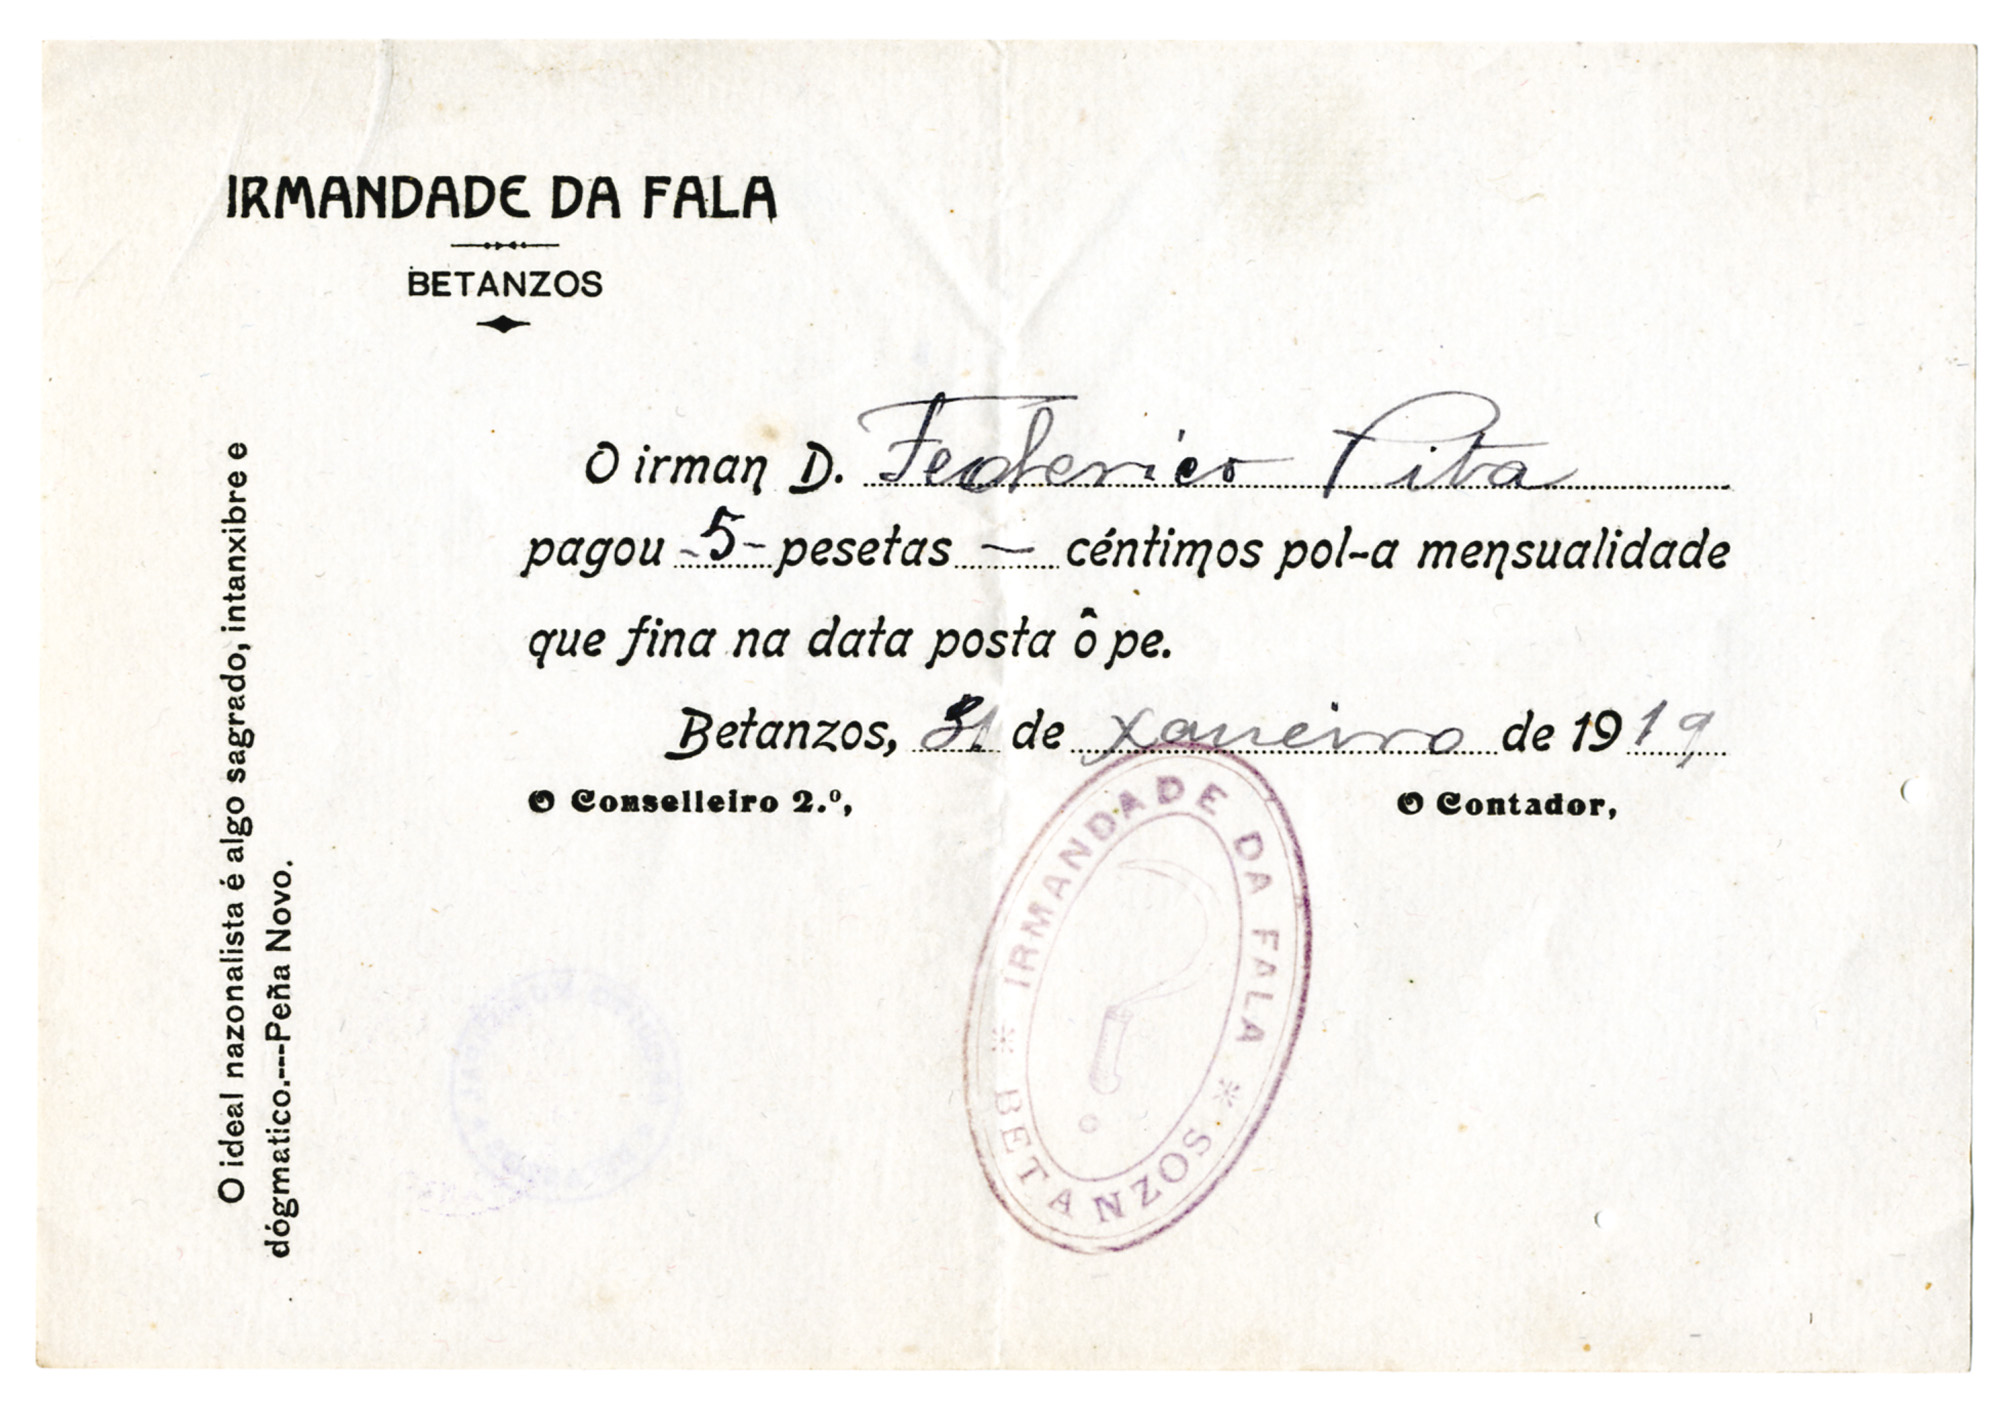 IRMANDADE DA FALA
BETANZOS
O irman D. Federico Pita
pagou -5- pesetas — céntimos pol-a mensualidade
que fina na data posta ô pe.
Betanzos, 31 de Xaneiro de 1919
O Conselleiro 2.º,
O Contador,
O ideal nazonalista é algo sagrado, intanxibre e
dógmatico.---Peña Novo.
IRMANDADE DA FALA
* BETANZOS *